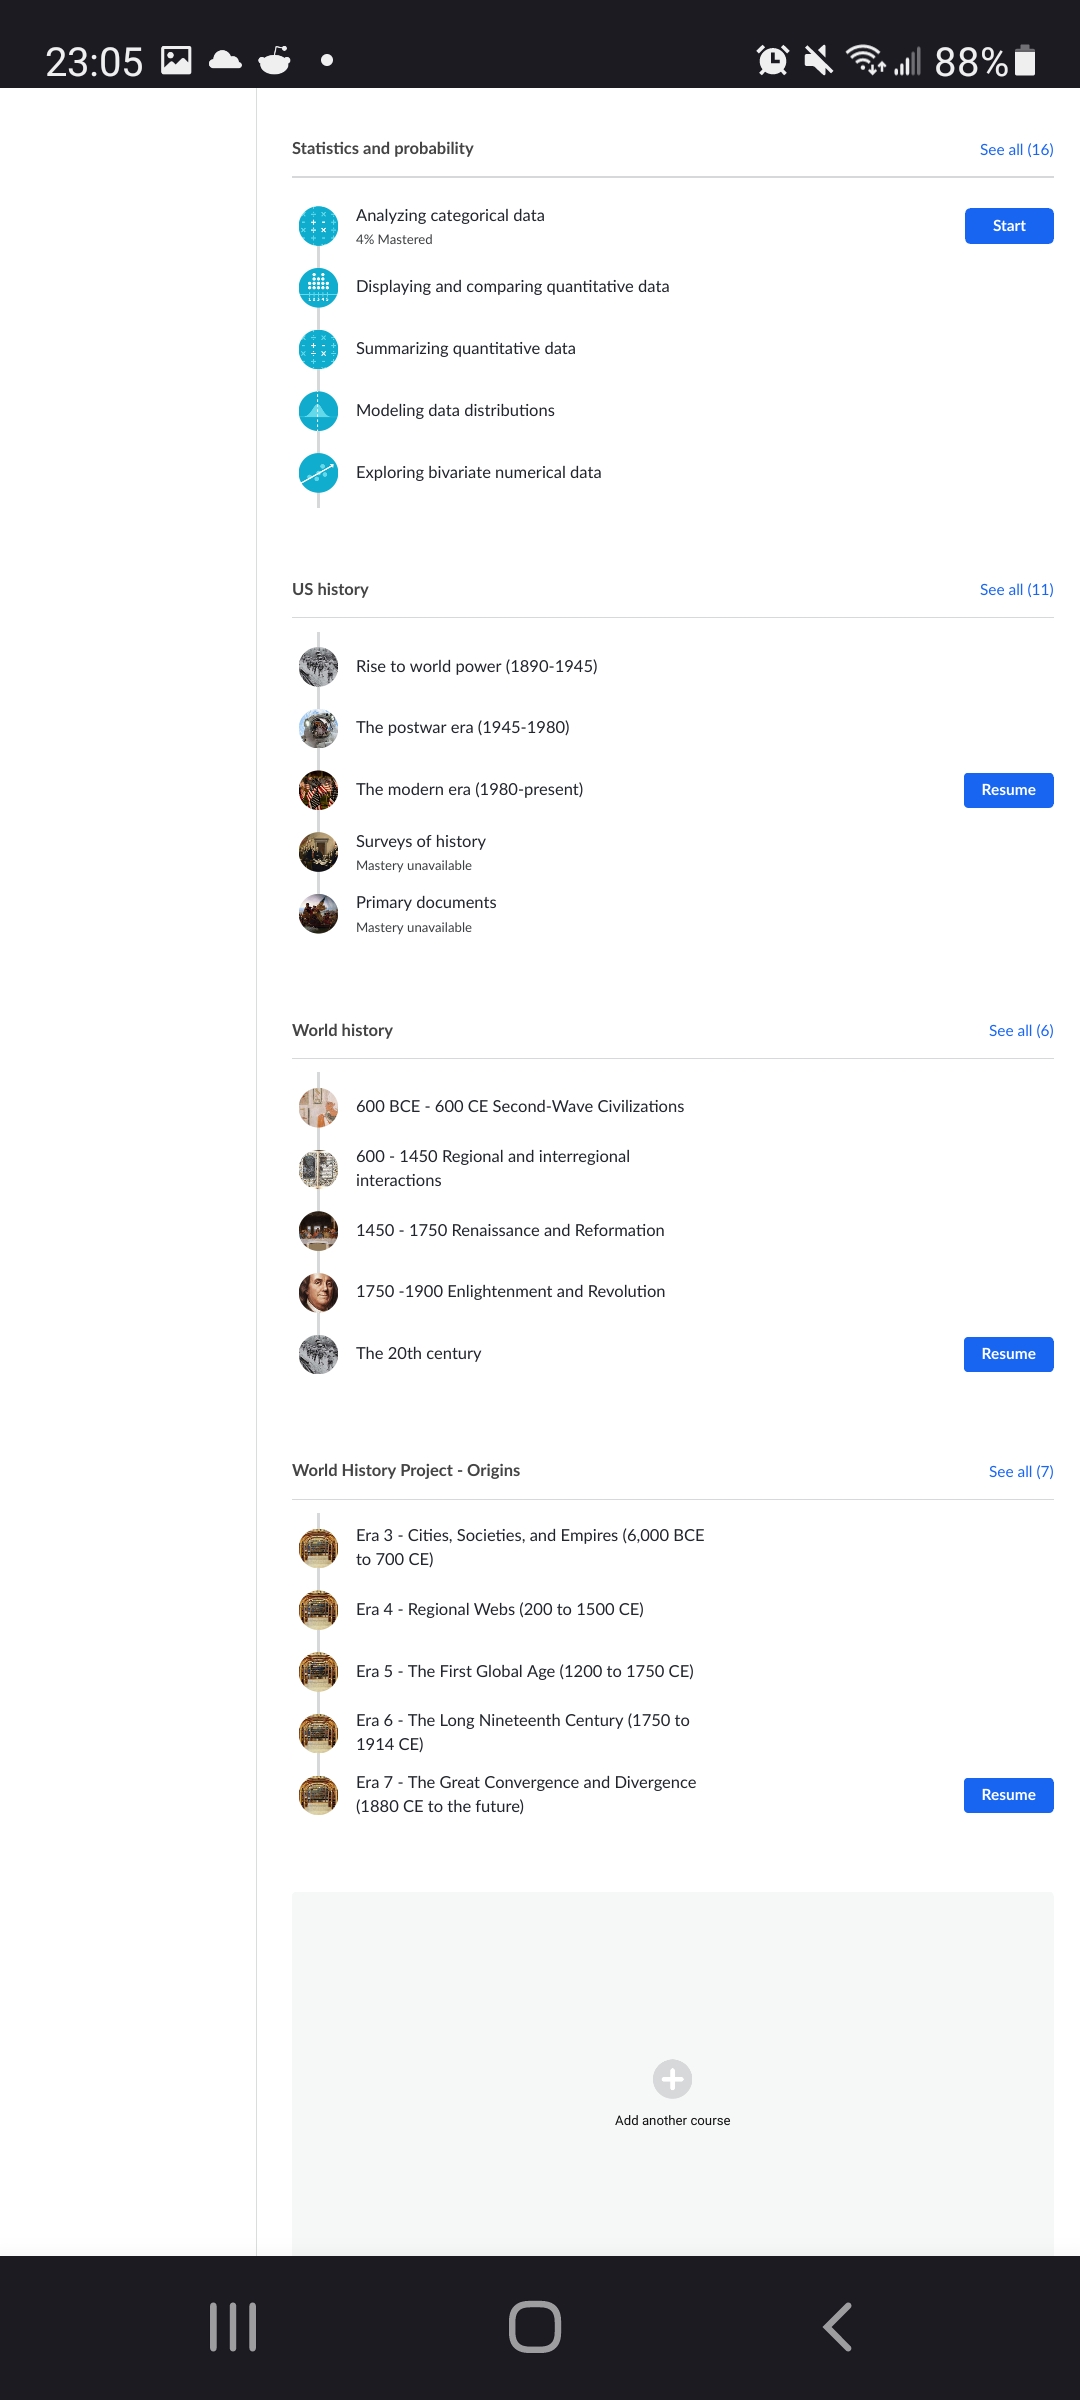 23:05
88%
Statistics and probability
See all (16)
Analyzing categorical data
4% Mastered
Start
Displaying and comparing quantitative data
Summarizing quantitative data
Modeling data distributions
Exploring bivariate numerical data
US history
See all (11)
Rise to world power (1890-1945)
The postwar era (1945-1980)
The modern era (1980-present)
Resume
Surveys of history
Mastery unavailable
Primary documents
Mastery unavailable
World history
See all (6)
600 BCE - 600 CE Second-Wave Civilizations
600 - 1450 Regional and interregional
interactions
1450 - 1750 Renaissance and Reformation
1750 -1900 Enlightenment and Revolution
The 20th century
Resume
World History Project - Origins
See all (7)
Era 3 - Cities, Societies, and Empires (6,000 BCE
to 700 CE)
Era 4 - Regional Webs (200 to 1500 CE)
Era 5 - The First Global Age (1200 to 1750 CE)
Era 6 - The Long Nineteenth Century (1750 to
1914 CE)
Era 7 - The Great Convergence and Divergence
(1880 CE to the future)
Resume
Add another course